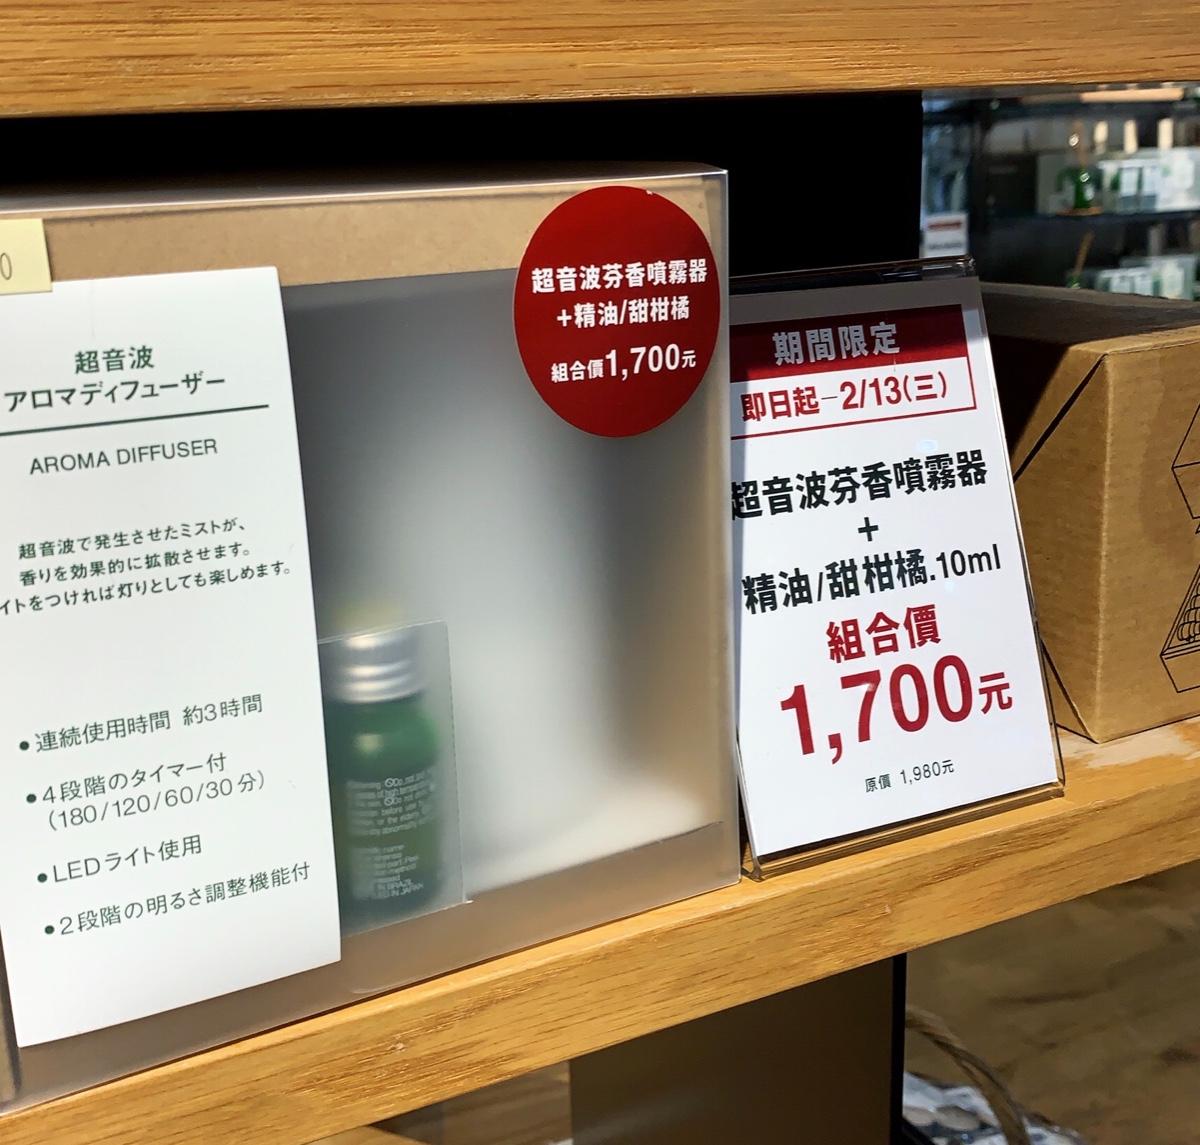 0
超音波
アロマディフューザー
AROMA DIFFUSER
超音波で発生させたミストが、
香りを効果的に拡散させます。
イトをつければ灯りとしても楽しめます。
●連続使用時間 約3時間
●4段階のタイマー付
（180/120/60/30分）
●LEDライト使用
●2段階の明るさ調整機能付
超音波芬香噴霧器
+精油/甜柑橘
組合價1,700元
期間限定
即日起－2/13(三)
超音波芬香噴霧器
+
精油/甜柑橘.10ml
組合價
1,700元
原價 1,980元